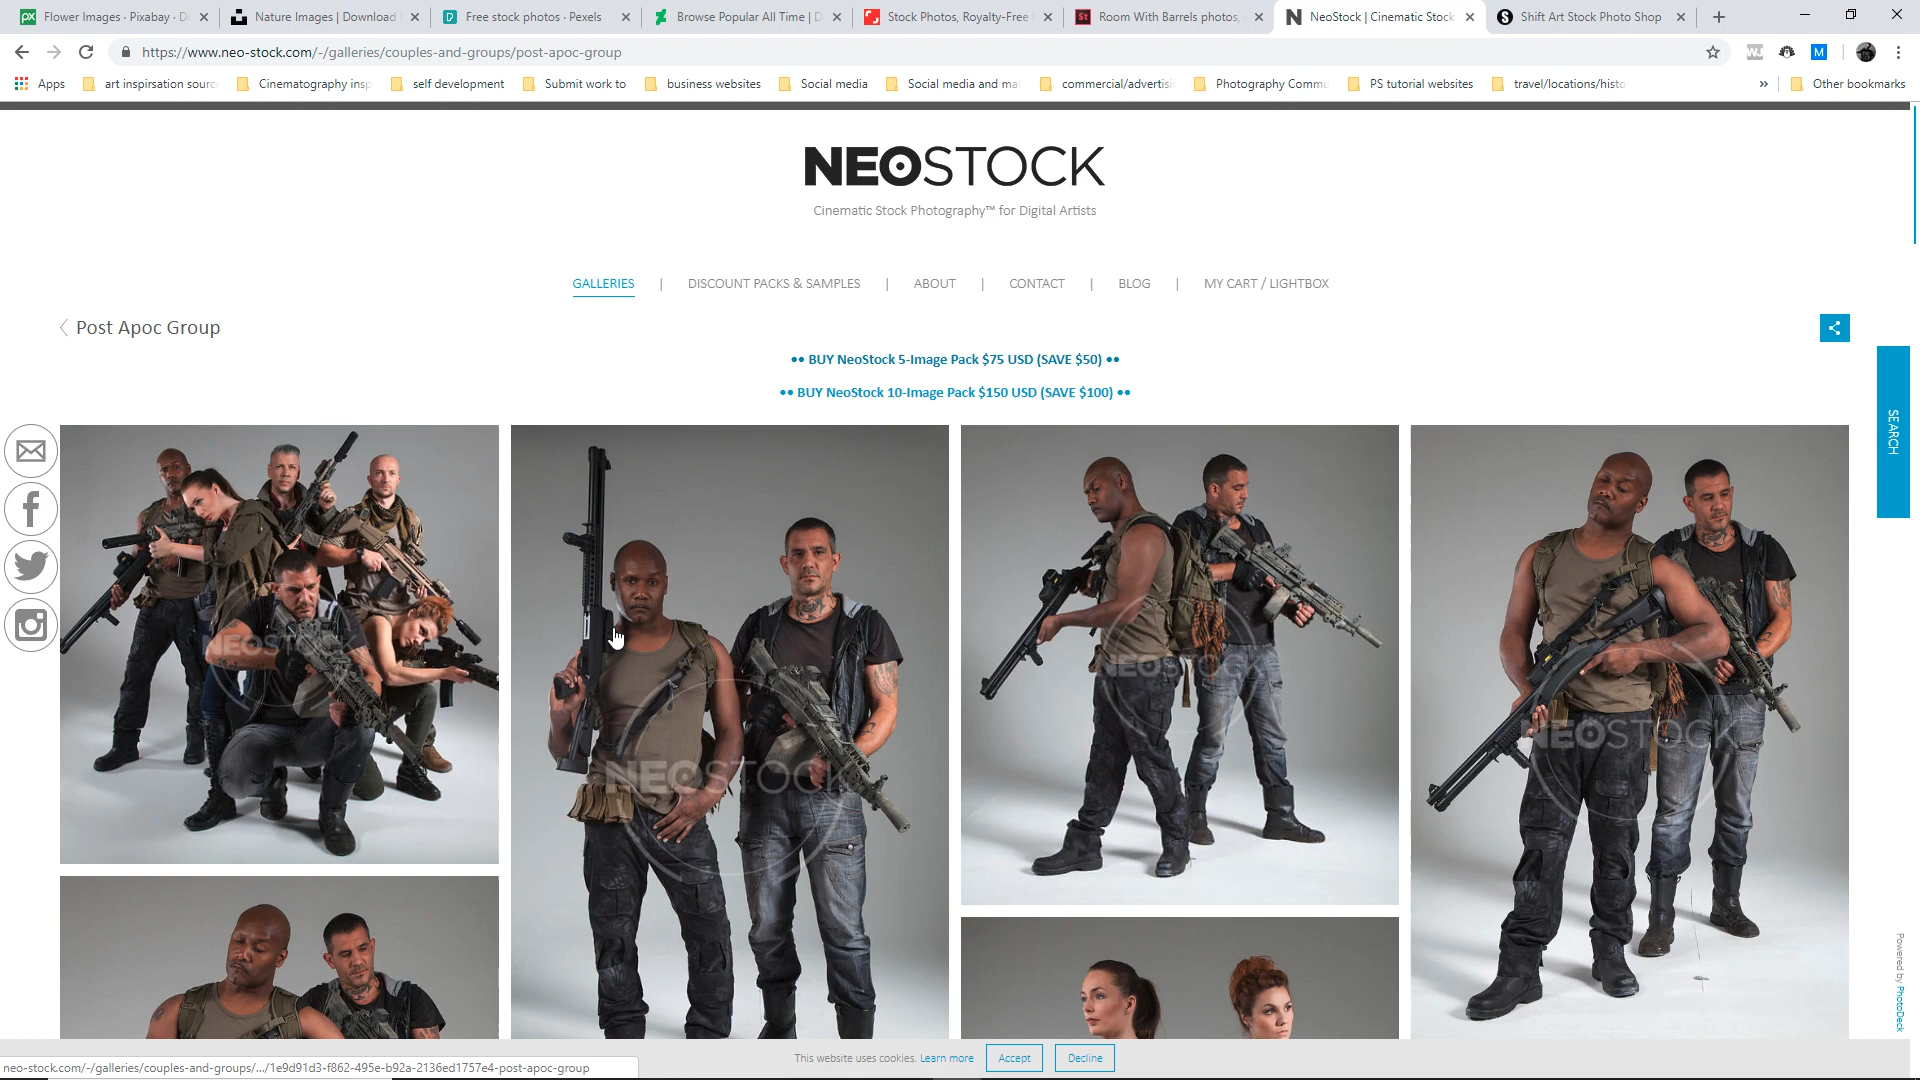 Flower Images · Pixabay · D
Nature Images | Download
Free stock photos · Pexels
Browse Popular All Time | D
Stock Photos, Royalty-Free
Room With Barrels photos,
NeoStock | Cinematic Stock
Shift Art Stock Photo Shop
https://www.neo-stock.com/-/galleries/couples-and-groups/post-apoc-group
Apps
art inspirsation sourc
Cinematography insp
self development
Submit work to
business websites
Social media
Social media and ma
commercial/advertisi
Photography Commu
PS tutorial websites
travel/locations/histo
»
Other bookmarks
NEOSTOCK
Cinematic Stock Photography™ for Digital Artists
GALLERIES | DISCOUNT PACKS & SAMPLES | ABOUT | CONTACT | BLOG | MY CART / LIGHTBOX
Post Apoc Group
•• BUY NeoStock 5-Image Pack $75 USD (SAVE $50) ••
•• BUY NeoStock 10-Image Pack $150 USD (SAVE $100) ••
SEARCH
NEOSTOCK
NEOSTOCK
NEOSTOCK
NEOSTOCK
Powered by PhotoDeck
This website uses cookies. Learn more
Accept
Decline
neo-stock.com/-/galleries/couples-and-groups/.../1e9d91d3-f862-495e-b92a-2136ed1757e4-post-apoc-group